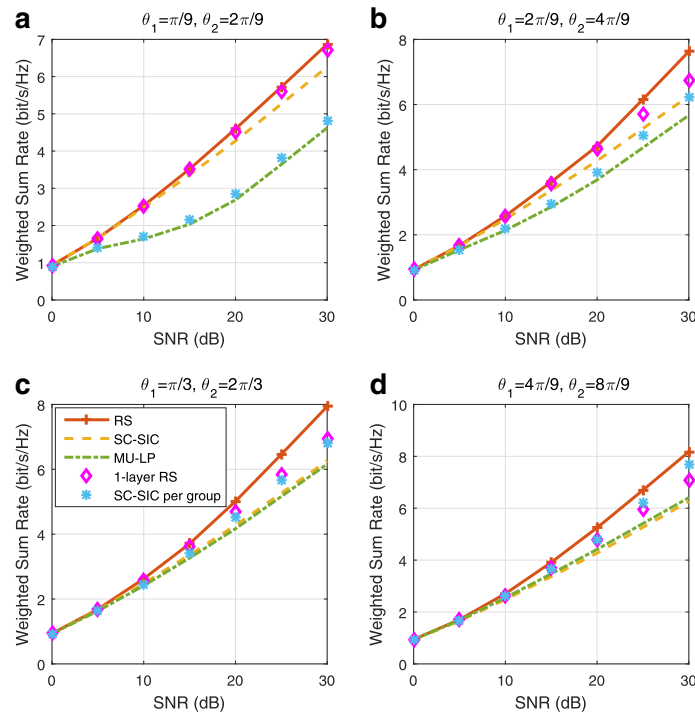 a
θ1=π/9, θ2=2π/9
Weighted Sum Rate (bit/s/Hz)
7
6
5
4
3
2
1
0
0 10 20 30
SNR (dB)
b
θ1=2π/9, θ2=4π/9
Weighted Sum Rate (bit/s/Hz)
8
6
4
2
0
0 10 20 30
SNR (dB)
c
θ1=π/3, θ2=2π/3
Weighted Sum Rate (bit/s/Hz)
8
6
4
2
0
RS
SC-SIC
MU-LP
1-layer RS
SC-SIC per group
0 10 20 30
SNR (dB)
d
θ1=4π/9, θ2=8π/9
Weighted Sum Rate (bit/s/Hz)
10
8
6
4
2
0
0 10 20 30
SNR (dB)